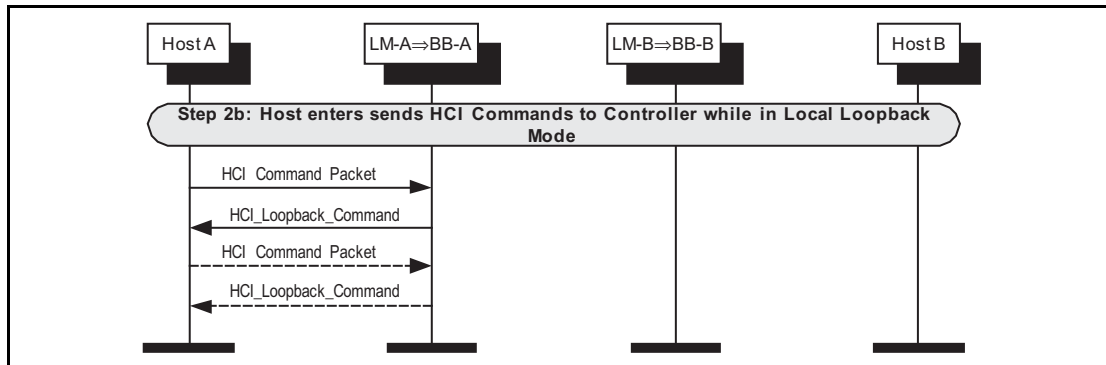 Host A
LM-A⇒BB-A
LM-B⇒BB-B
Host B
Step 2b: Host enters sends HCI Commands to Controller while in Local Loopback
Mode
HCI Command Packet
HCI_Loopback_Command
HCI Command Packet
HCI_Loopback_Command